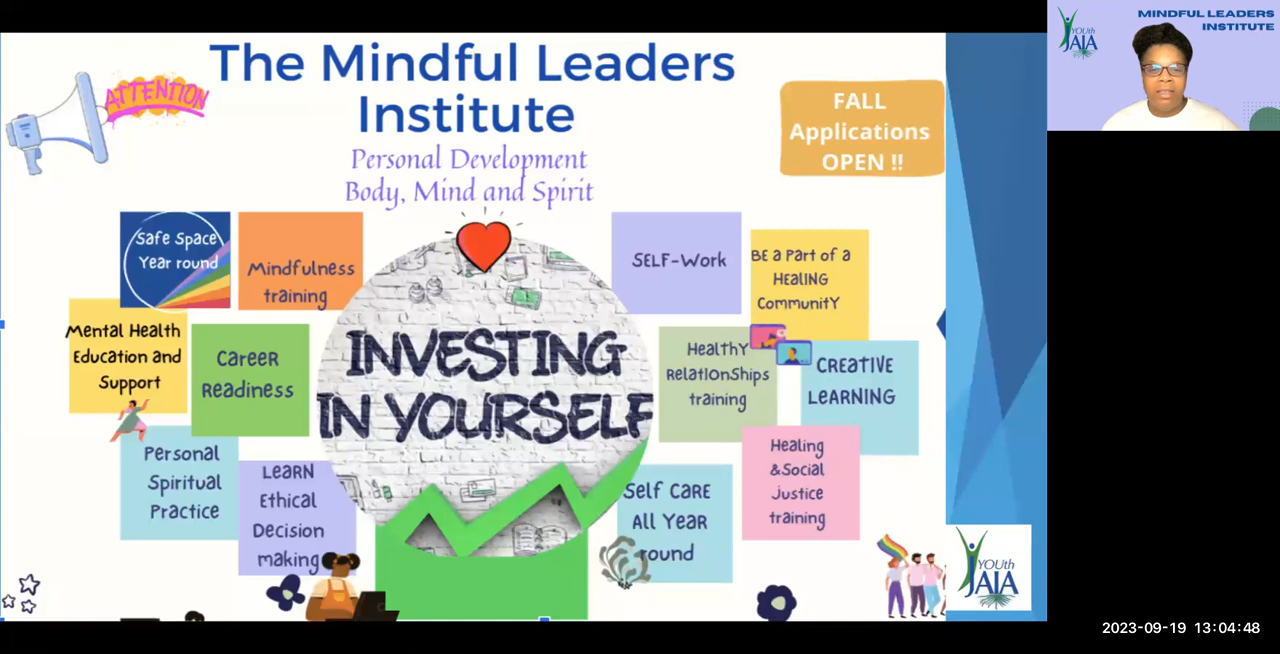 The Mindful Leaders
Institute
Personal Development
Body, Mind and Spirit
ATTENTION
FALL
Applications
OPEN !!
Safe Space
Year round
Mindfulness
training
Mental Health
Education and
Support
CAREER
Readiness
Personal
Spiritual
Practice
LEARN
Ethical
Decision
making
INVESTING
IN YOURSELF
SELF-Work
BE a Part of a
HEALING
CommunitY
HEALTHY
RelatIOnShips
training
CREATIVE
LEARNING
Healing
&Social
Justice
training
Self CARE
All Year
round
YOUth
JAIA
MINDFUL LEADERS
INSTITUTE
YOUth
JAIA
2023-09-19 13:04:48